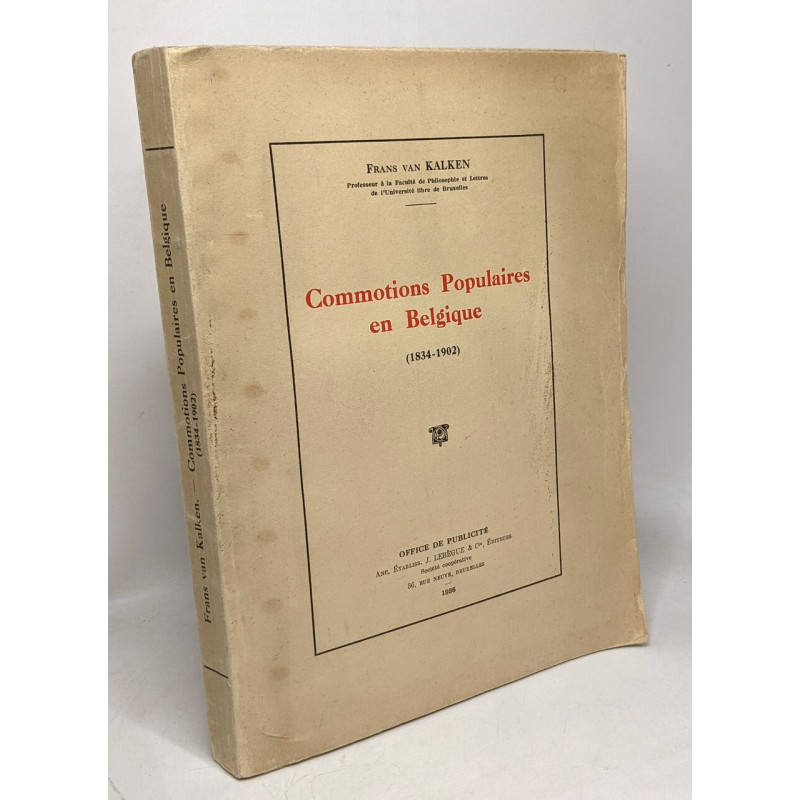 FRANS VAN KALKEN
Professeur à la Faculté de Philosophie et Lettres
de l'Université libre de Bruxelles
Commotions Populaires
en Belgique
(1834-1902)
OFFICE DE PUBLICITÉ
ANC. ÉTABLISS. J. LEBÈGUE & Cie, ÉDITEURS
Société coopérative
36, RUE NEUVE, BRUXELLES
1936
Frans van Kalken. — Commotions Populaires en Belgique
(1834-1902)